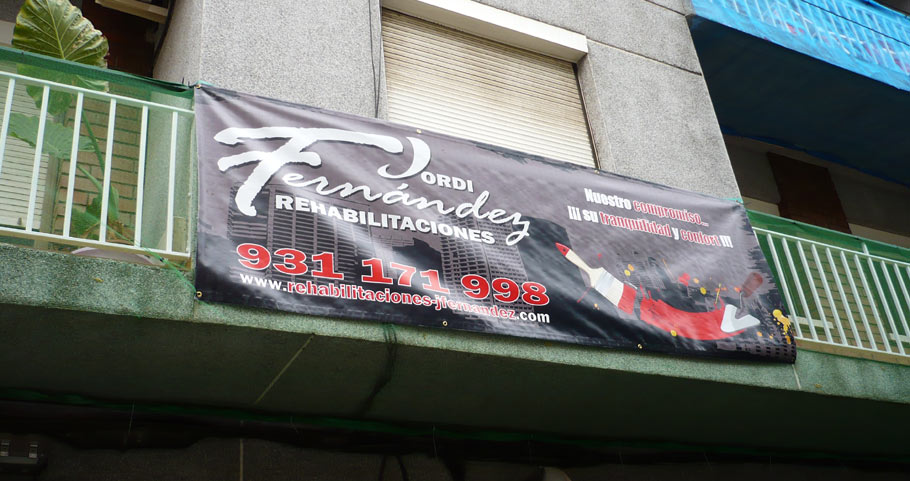 Jordi
Fernández
REHABILITACIONES
931 171 998
www.rehabilitaciones-jfernandez.com
Nuestro compromiso...
¡¡¡ su tranquilidad y confort !!!